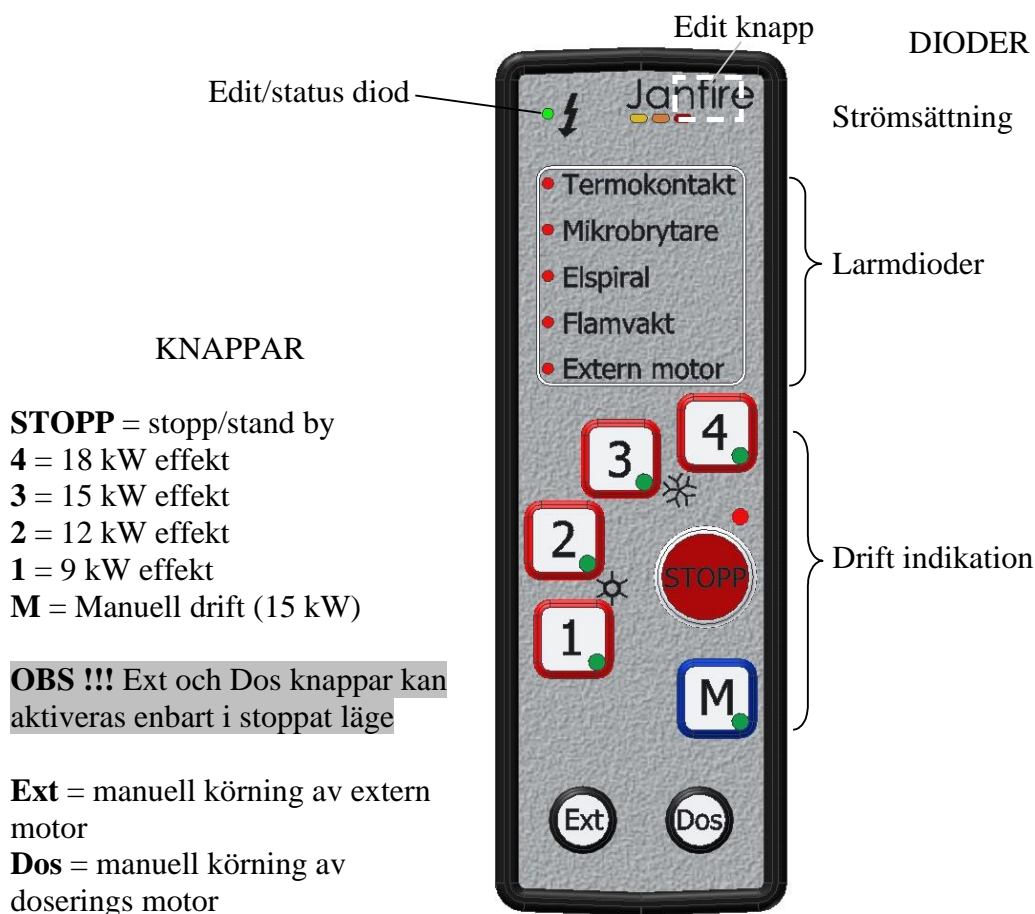 Edit knapp
DIODER
Edit/status diod
Janfire
Strömsättning
Termokontakt
Mikrobrytare
Elspiral
Flamvakt
Extern motor
Larmdioder
KNAPPAR
STOPP = stopp/stand by
4 = 18 kW effekt
3 = 15 kW effekt
2 = 12 kW effekt
1 = 9 kW effekt
M = Manuell drift (15 kW)
OBS !!! Ext och Dos knappar kan
aktiveras enbart i stoppat läge
Ext = manuell körning av extern
motor
Dos = manuell körning av
doserings motor
4
3
2
STOPP
1
M
Drift indikation
Ext
Dos